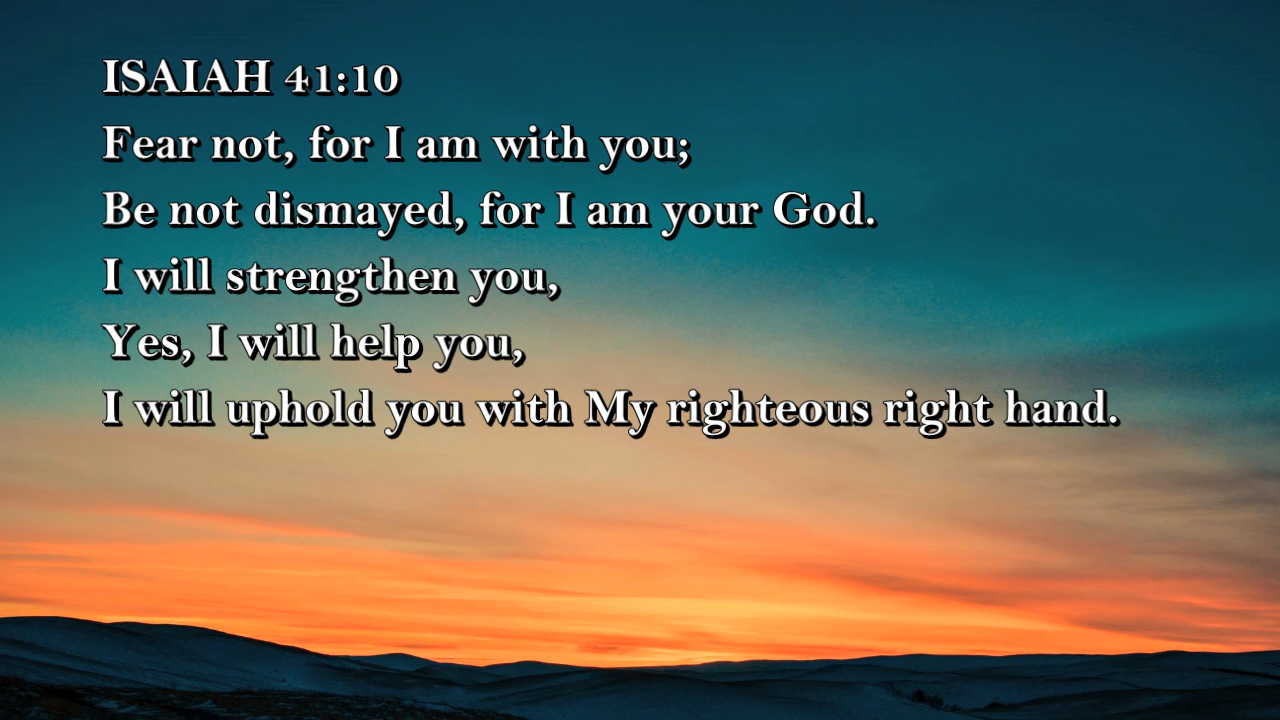 ISAIAH 41:10
Fear not, for I am with you;
Be not dismayed, for I am your God.
I will strengthen you,
Yes, I will help you,
I will uphold you with My righteous right hand.